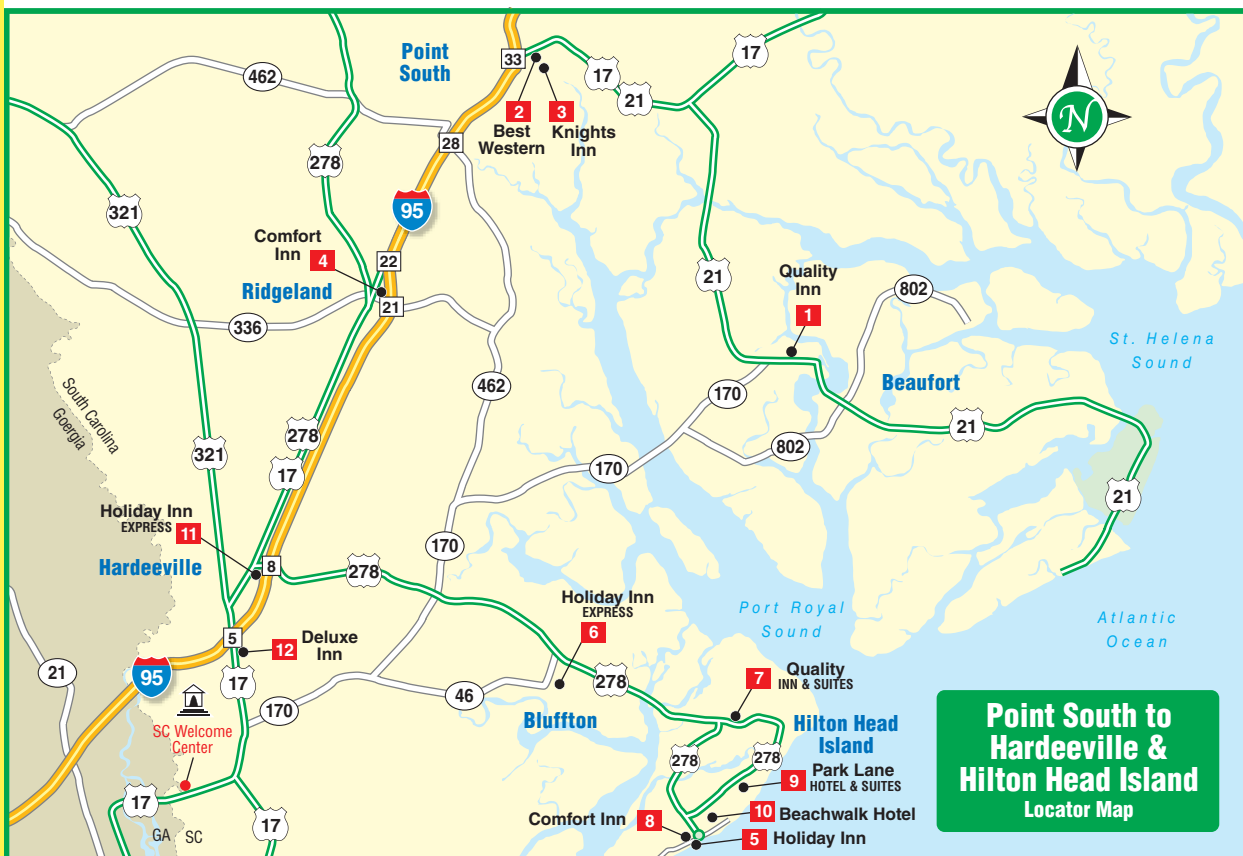 17
Point
South
33
462
17
21
2
3
Best
Western
Knights
Inn
N
28
278
321
95
Comfort
Inn
4
22
Ridgeland
21
336
21
Quality
Inn
1
802
St. Helena
Sound
Beaufort
South Carolina
Goergia
462
170
278
17
321
21
802
170
21
Holiday Inn
EXPRESS
11
Hardeeville
8
278
170
Holiday Inn
EXPRESS
6
Port Royal
Sound
Atlantic
Ocean
5
12
Deluxe
Inn
95
21
17
SC Welcome
Center
170
46
278
Bluffton
7
Quality
INN & SUITES
Hilton Head
Island
278
278
9
Park Lane
HOTEL & SUITES
10
Beachwalk Hotel
Comfort Inn
8
5
Holiday Inn
17
17
GA
SC
Point South to
Hardeeville &
Hilton Head Island
Locator Map